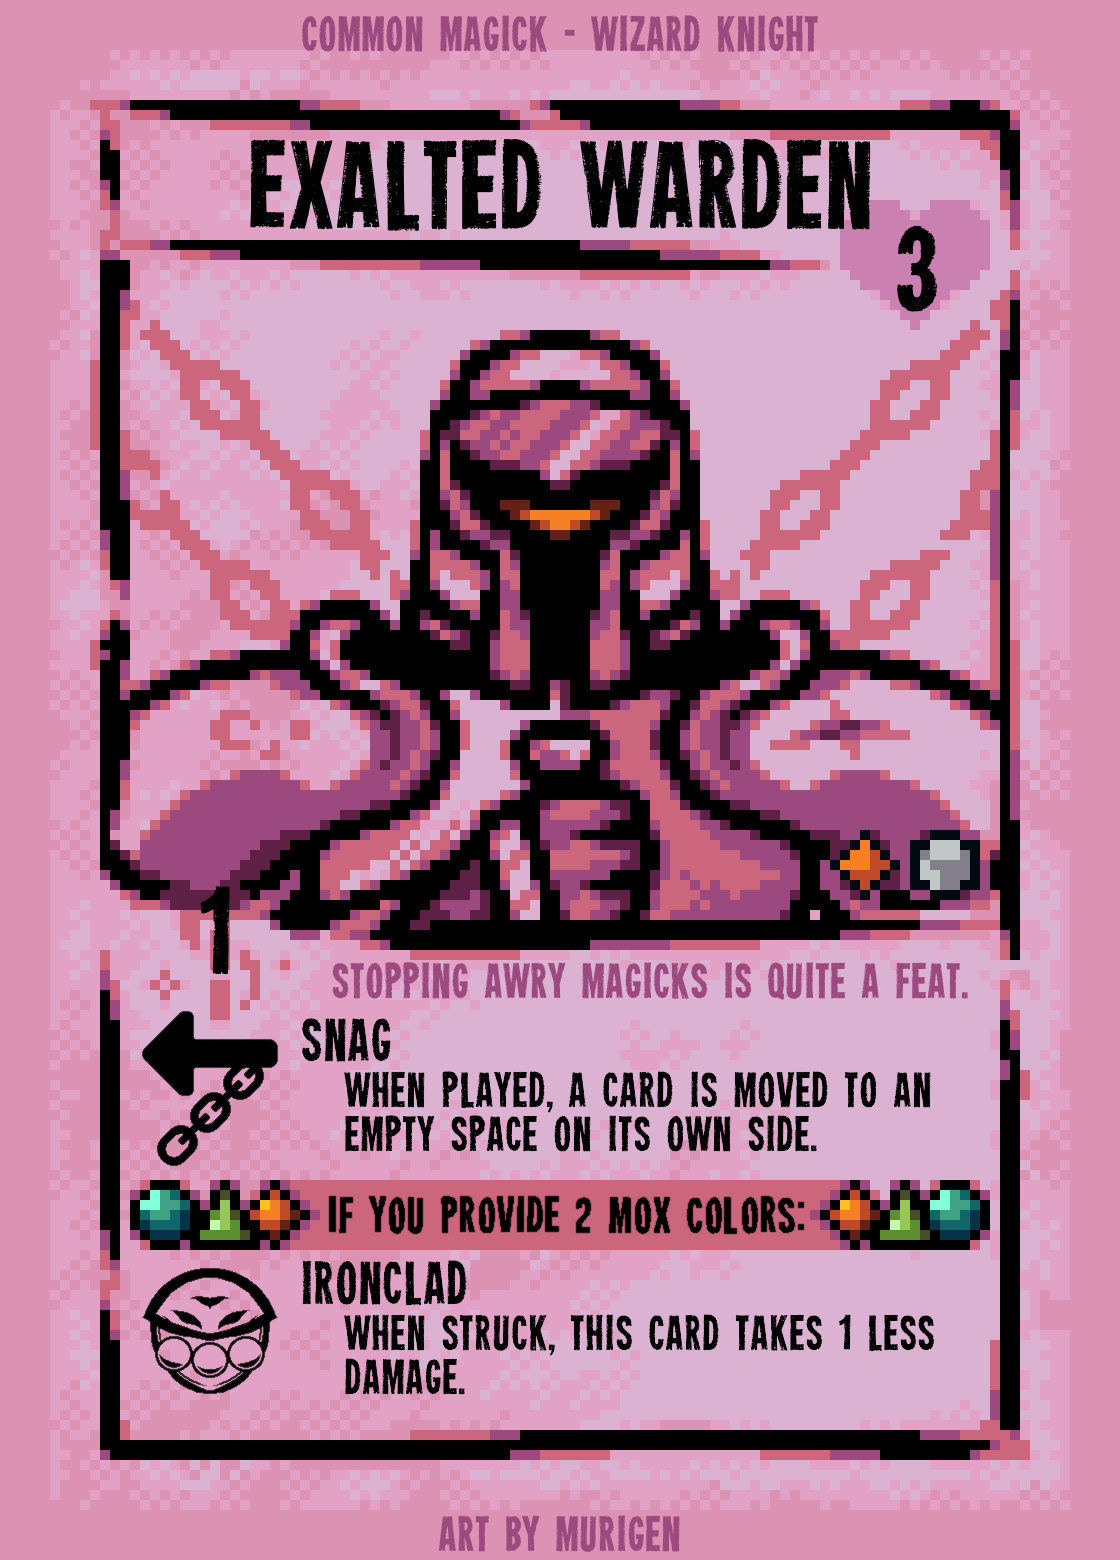 COMMON MAGICK - WIZARD KNIGHT
EXALTED WARDEN
3
1
STOPPING AWRY MAGICKS IS QUITE A FEAT.
SNAG
WHEN PLAYED, A CARD IS MOVED TO AN
EMPTY SPACE ON ITS OWN SIDE.
IF YOU PROVIDE 2 MOX COLORS:
IRONCLAD
WHEN STRUCK, THIS CARD TAKES 1 LESS
DAMAGE.
ART BY MURIGEN